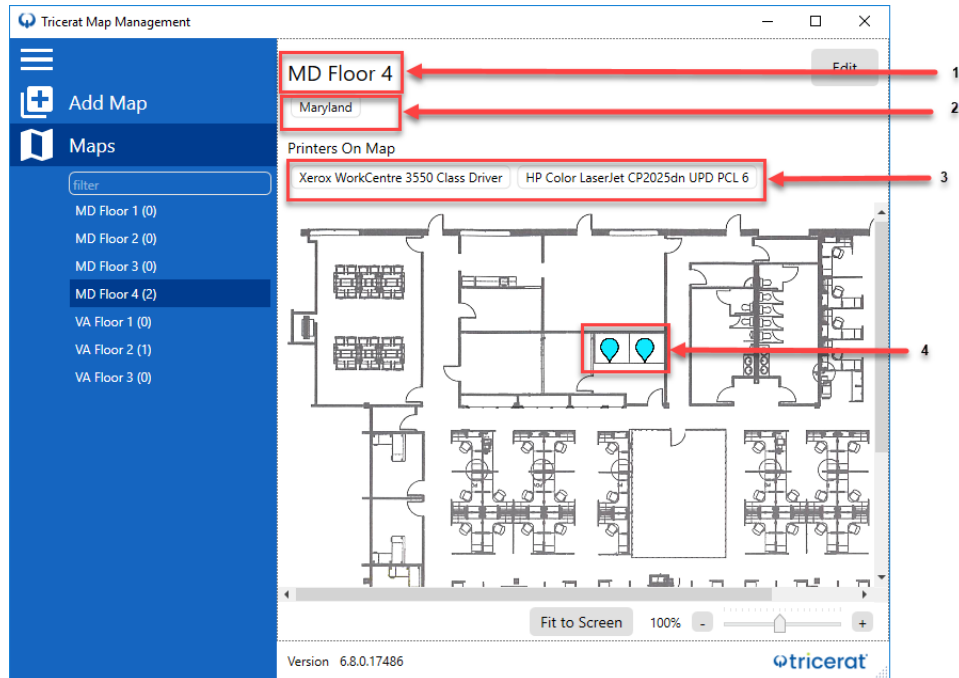 Tricerat Map Management
MD Floor 4
Edit
1
Maryland
2
Add Map
Maps
Printers On Map
Xerox WorkCentre 3550 Class Driver
HP Color LaserJet CP2025dn UPD PCL 6
3
filter
MD Floor 1 (0)
MD Floor 2 (0)
MD Floor 3 (0)
MD Floor 4 (2)
VA Floor 1 (0)
VA Floor 2 (1)
VA Floor 3 (0)
4
Fit to Screen
100%
-
+
Version 6.8.0.17486
tricerat